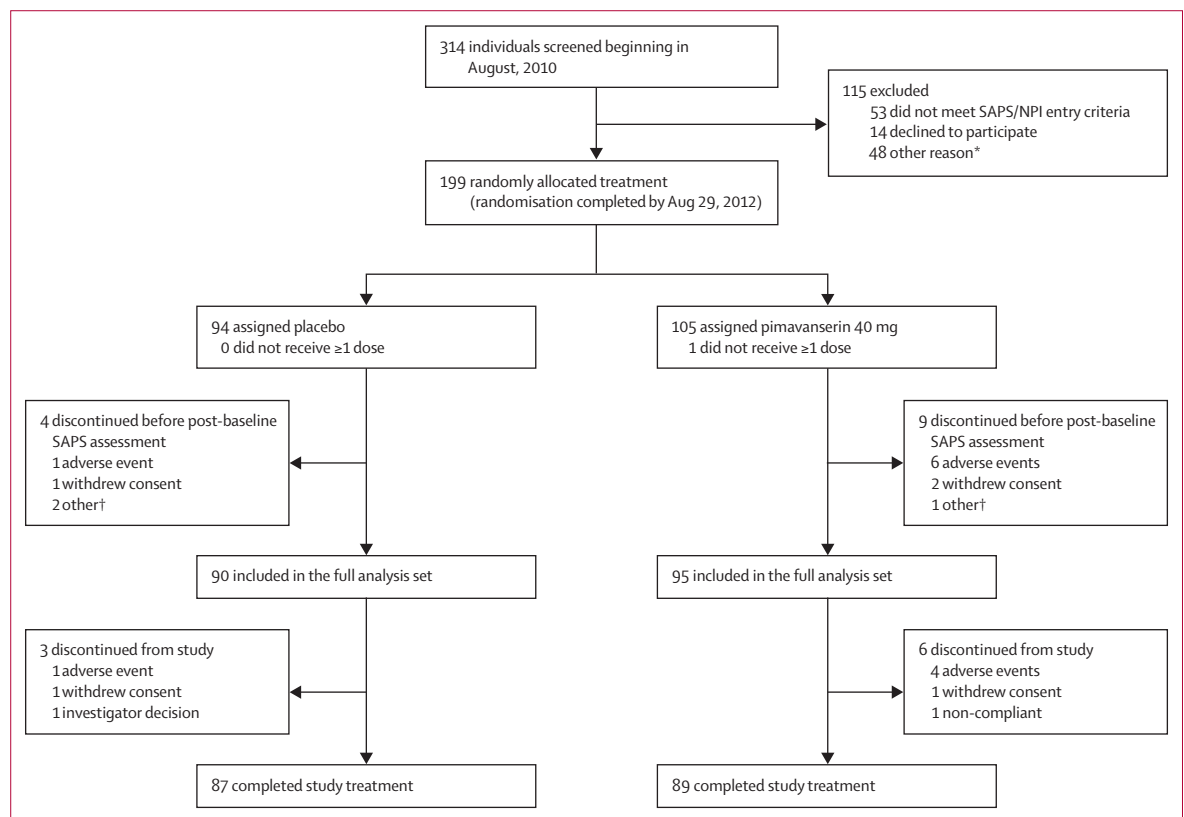 314 individuals screened beginning in
August, 2010
115 excluded
53 did not meet SAPS/NPI entry criteria
14 declined to participate
48 other reason*
199 randomly allocated treatment
(randomisation completed by Aug 29, 2012)
94 assigned placebo
0 did not receive ≥1 dose
105 assigned pimavanserin 40 mg
1 did not receive ≥1 dose
4 discontinued before post-baseline
SAPS assessment
1 adverse event
1 withdrew consent
2 other†
9 discontinued before post-baseline
SAPS assessment
6 adverse events
2 withdrew consent
1 other†
90 included in the full analysis set
95 included in the full analysis set
3 discontinued from study
1 adverse event
1 withdrew consent
1 investigator decision
6 discontinued from study
4 adverse events
1 withdrew consent
1 non-compliant
87 completed study treatment
89 completed study treatment